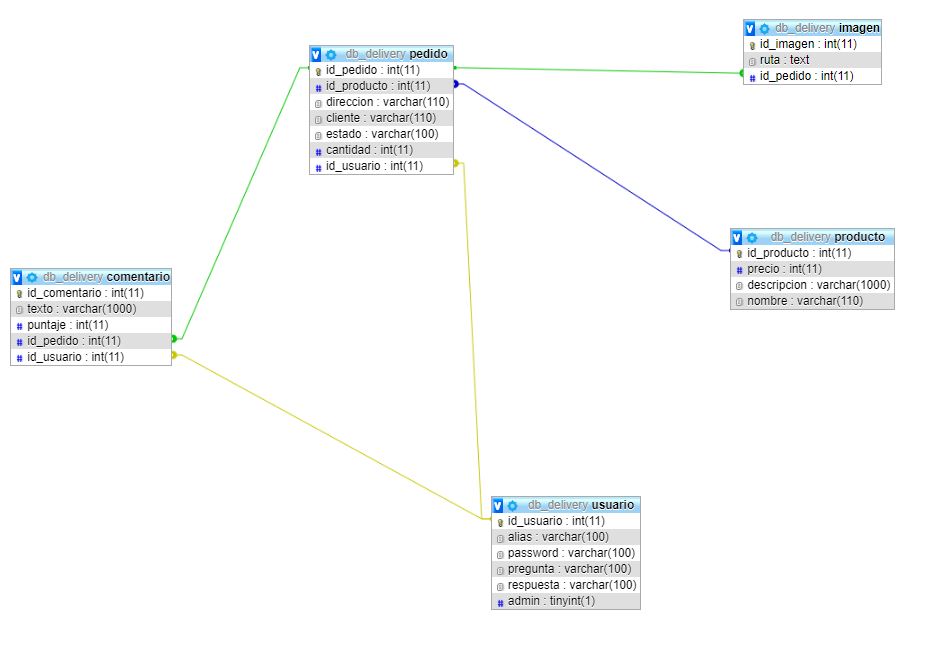 db_delivery imagen
id_imagen : int(11)
ruta : text
id_pedido : int(11)
db_delivery pedido
id_pedido : int(11)
id_producto : int(11)
direccion : varchar(110)
cliente : varchar(110)
estado : varchar(100)
cantidad : int(11)
id_usuario : int(11)
db_delivery producto
id_producto : int(11)
precio : int(11)
descripcion : varchar(1000)
nombre : varchar(110)
db_delivery comentario
id_comentario : int(11)
texto : varchar(1000)
puntaje : int(11)
id_pedido : int(11)
id_usuario : int(11)
db_delivery usuario
id_usuario : int(11)
alias : varchar(100)
password : varchar(100)
pregunta : varchar(100)
respuesta : varchar(100)
admin : tinyint(1)